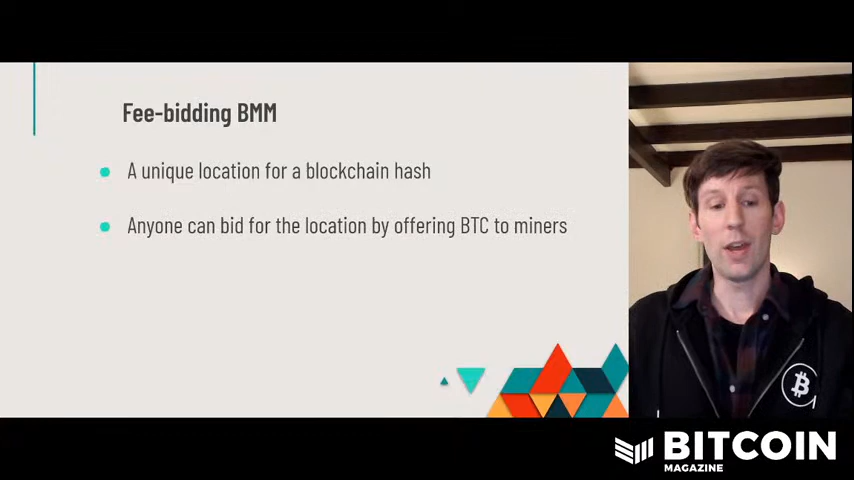 Fee-bidding BMM
A unique location for a blockchain hash
Anyone can bid for the location by offering BTC to miners
BITCOIN
MAGAZINE